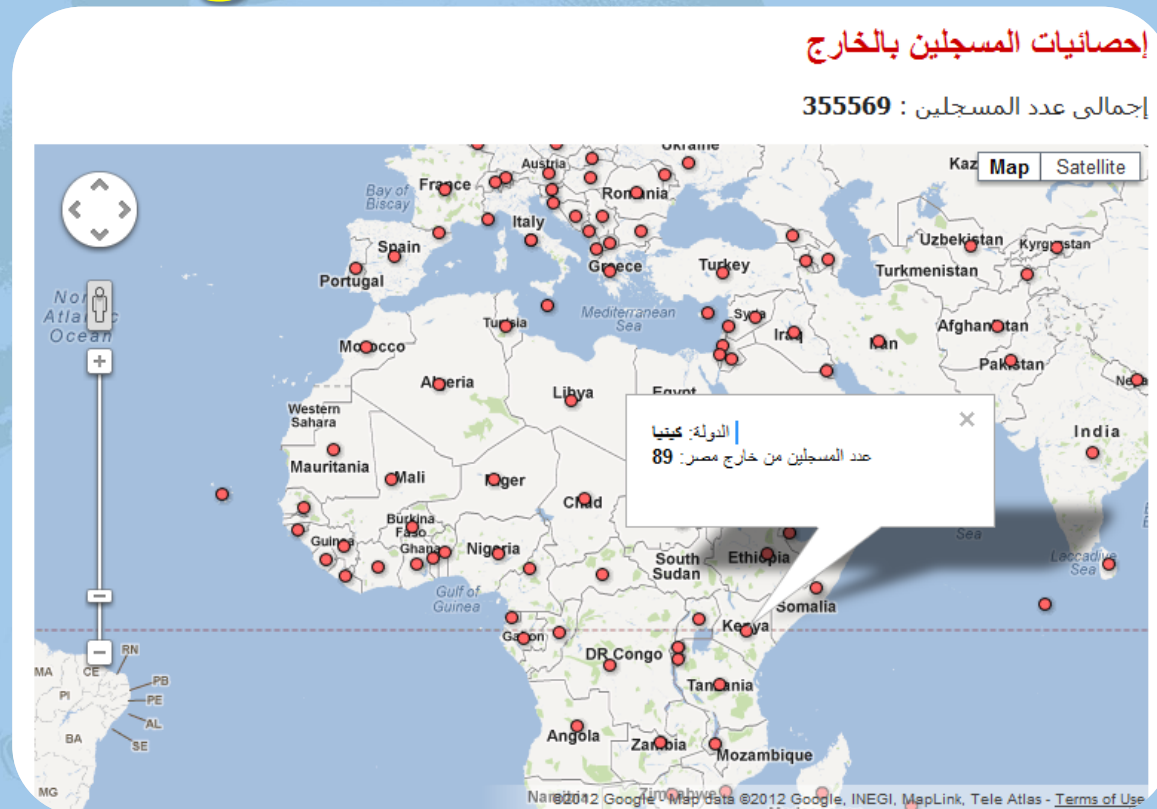 إحصائيات المسجلين بالخارج
إجمالى عدد المسجلين : 355569
Map
Satellite
Kaz
Ukraine
Austria
France
Bay of
Biscay
Romania
Italy
Spain
Portugal
Greece
Turkey
Uzbekistan
Kyrgyzstan
Turkmenistan
North
Atlantic
Ocean
Mediterranean
Sea
Tunisia
Syria
Iraq
Iran
Afghanistan
Pakistan
Nepal
Morocco
Algeria
Libya
Egypt
Western
Sahara
India
الدولة: كينيا
عدد المسجلين من خارج مصر: 89
Mauritania
Mali
Niger
Chad
Burkina
Faso
Guinea
Ghana
Nigeria
South
Sudan
Ethiopia
Sea
Laccadive
Sea
Gulf of
Guinea
Somalia
Gabon
Kenya
DR Congo
Tanzania
RN
MA
CE
PI
PB
PE
AL
BA
SE
MG
Angola
Zambia
Mozambique
Namibia
Zimbabwe
©2012 Google - Map data ©2012 Google, INEGI, MapLink, Tele Atlas - Terms of Use